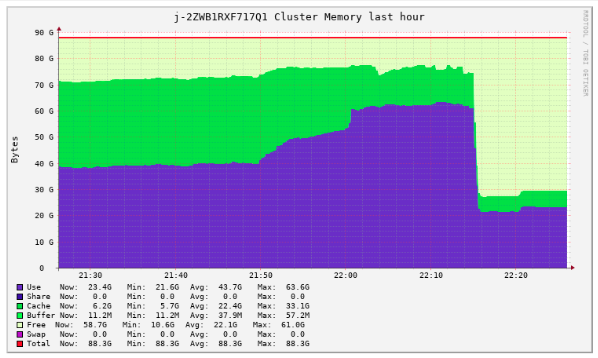 j-2ZWB1RXF717Q1 Cluster Memory last hour
RRDTOOL / TOBI OETIKER
Bytes
90 G
80 G
70 G
60 G
50 G
40 G
30 G
20 G
10 G
0
21:30 21:40 21:50 22:00 22:10 22:20
Use Now: 23.4G Min: 21.6G Avg: 43.7G Max: 63.6G
Share Now: 0.0 Min: 0.0 Avg: 0.0 Max: 0.0
Cache Now: 6.2G Min: 5.7G Avg: 22.4G Max: 33.1G
Buffer Now: 11.2M Min: 11.2M Avg: 37.9M Max: 57.2M
Free Now: 58.7G Min: 10.6G Avg: 22.1G Max: 61.0G
Swap Now: 0.0 Min: 0.0 Avg: 0.0 Max: 0.0
Total Now: 88.3G Min: 88.3G Avg: 88.3G Max: 88.3G